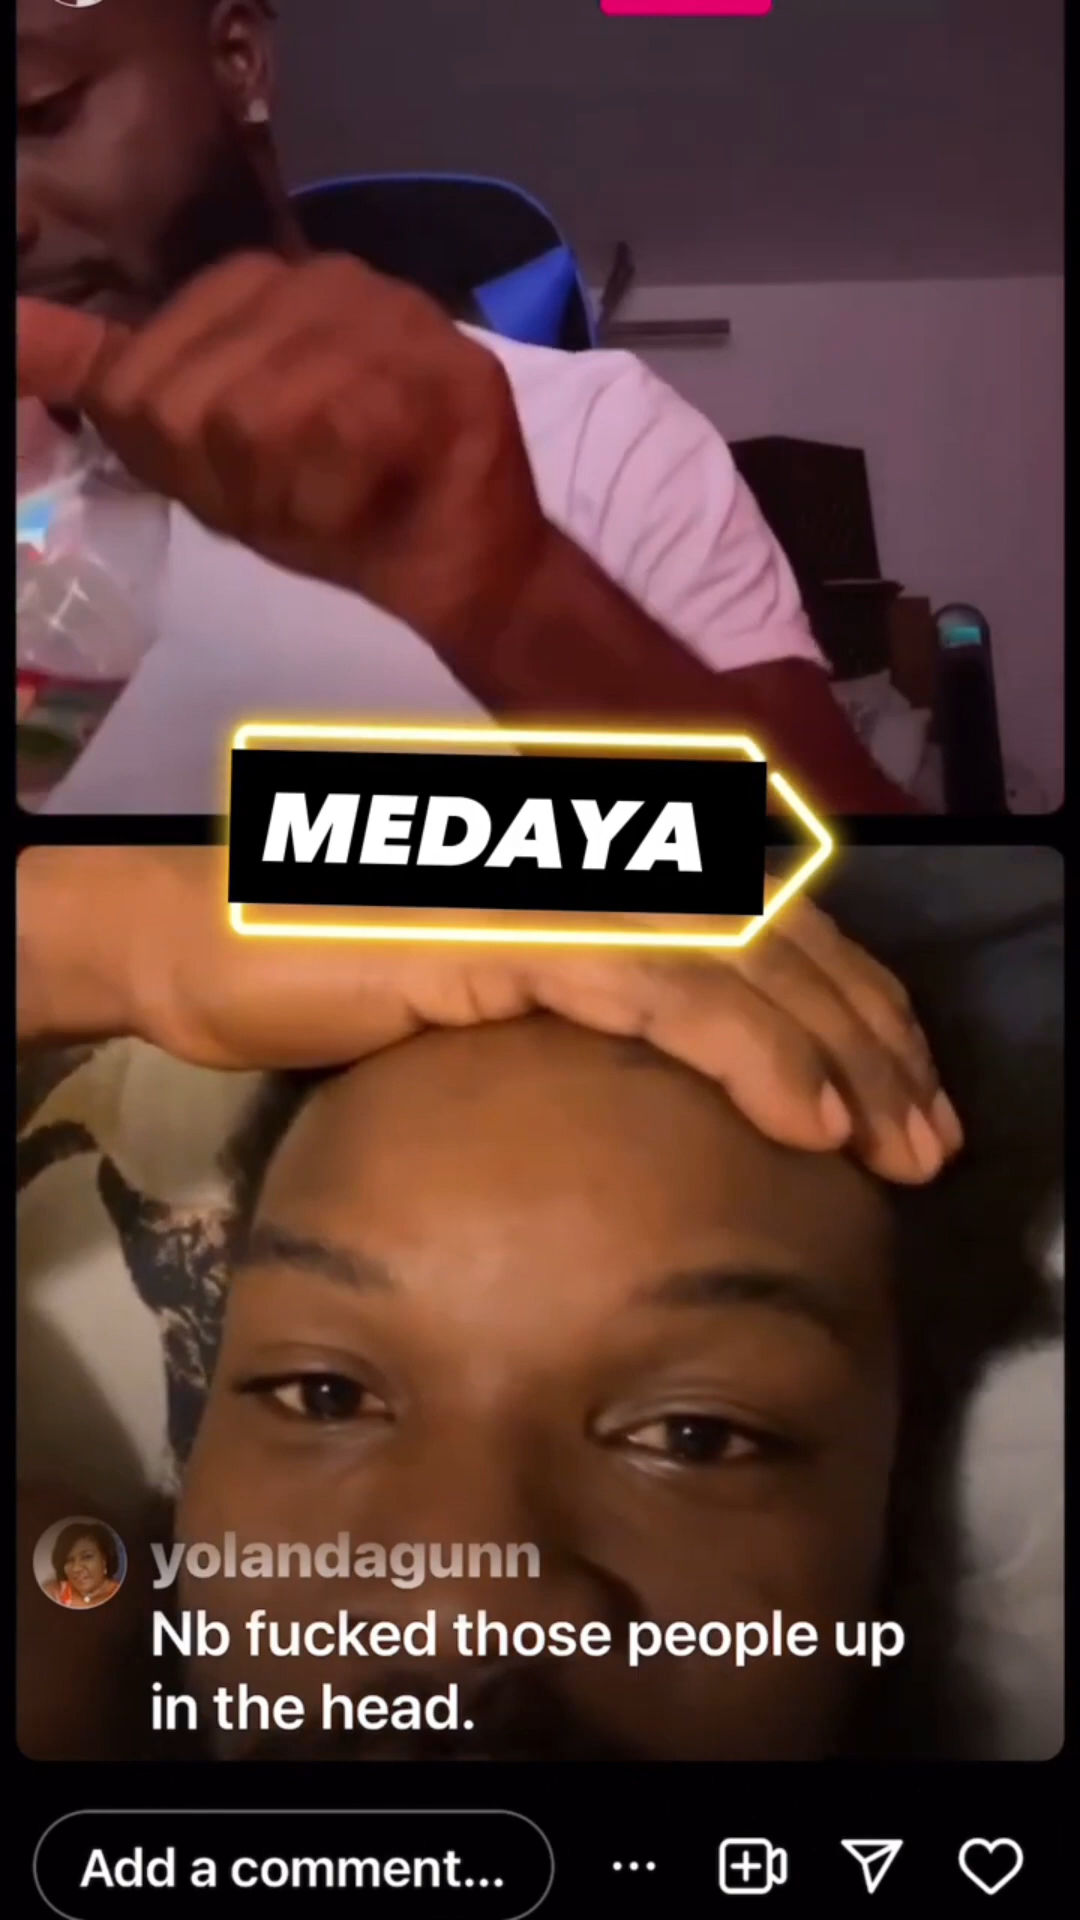 MEDAYA
yolandagunn
Nb fucked those people up
in the head.
Add a comment...